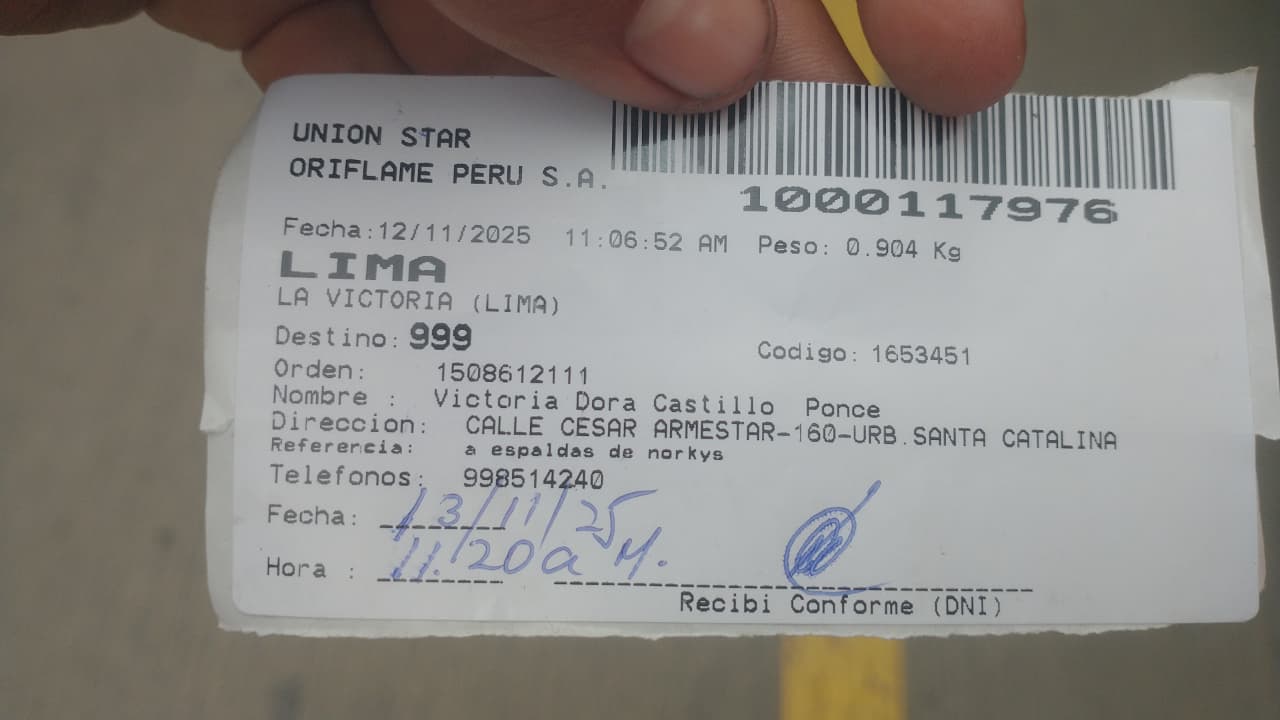 UNION STAR
ORIFLAME PERU S.A.
1000117976
Fecha:12/11/2025 11:06:52 AM Peso: 0.904 Kg
LIMA
LA VICTORIA (LIMA)
Destino: 999
Codigo: 1653451
Orden: 1508612111
Nombre : Victoria Dora Castillo Ponce
Direccion: CALLE CESAR ARMESTAR-160-URB.SANTA CATALINA
Referencia: a espaldas de norkys
Telefonos: 998514240
Fecha: 13/11/25
Hora : 11.20 a M.
Recibi Conforme (DNI)